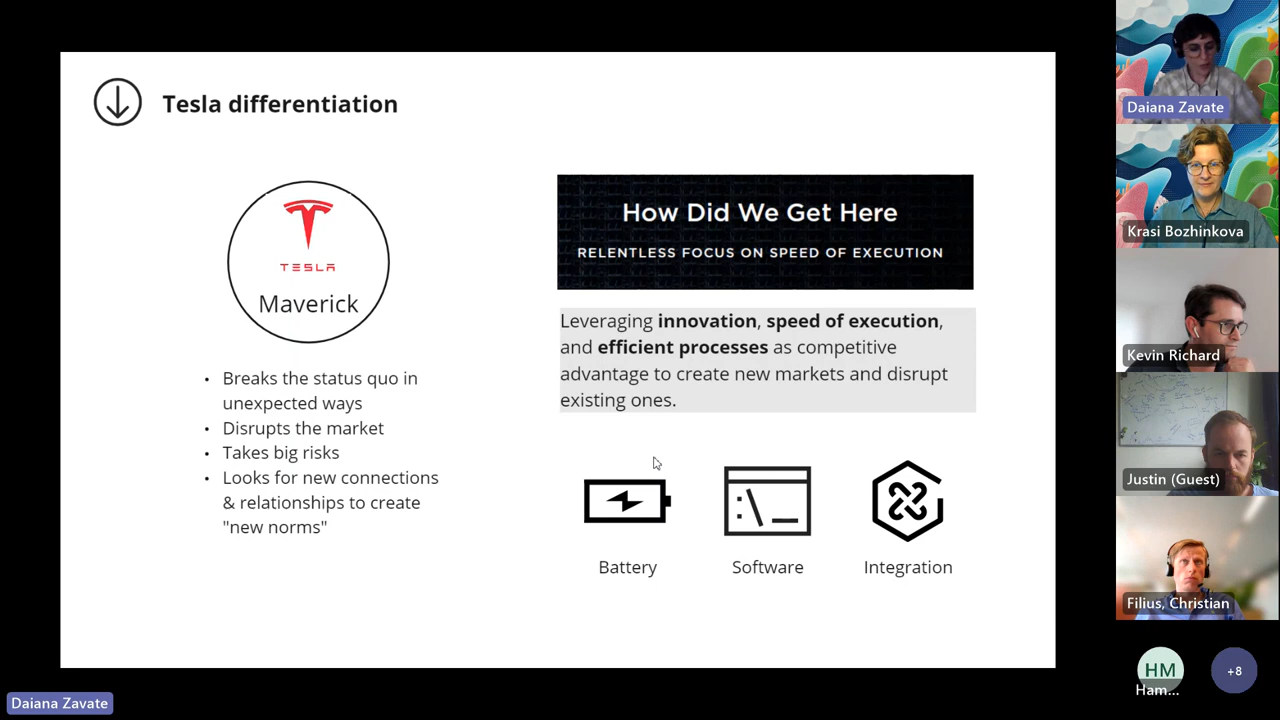 Tesla differentiation
TESLA
Maverick
• Breaks the status quo in
unexpected ways
• Disrupts the market
• Takes big risks
• Looks for new connections
& relationships to create
"new norms"
How Did We Get Here
RELENTLESS FOCUS ON SPEED OF EXECUTION
Leveraging innovation, speed of execution,
and efficient processes as competitive
advantage to create new markets and disrupt
existing ones.
:\ _
Battery
Software
Integration
Daiana Zavate
Krasi Bozhinkova
Kevin Richard
Justin (Guest)
Filius, Christian
HM
Ham...
+8
Daiana Zavate